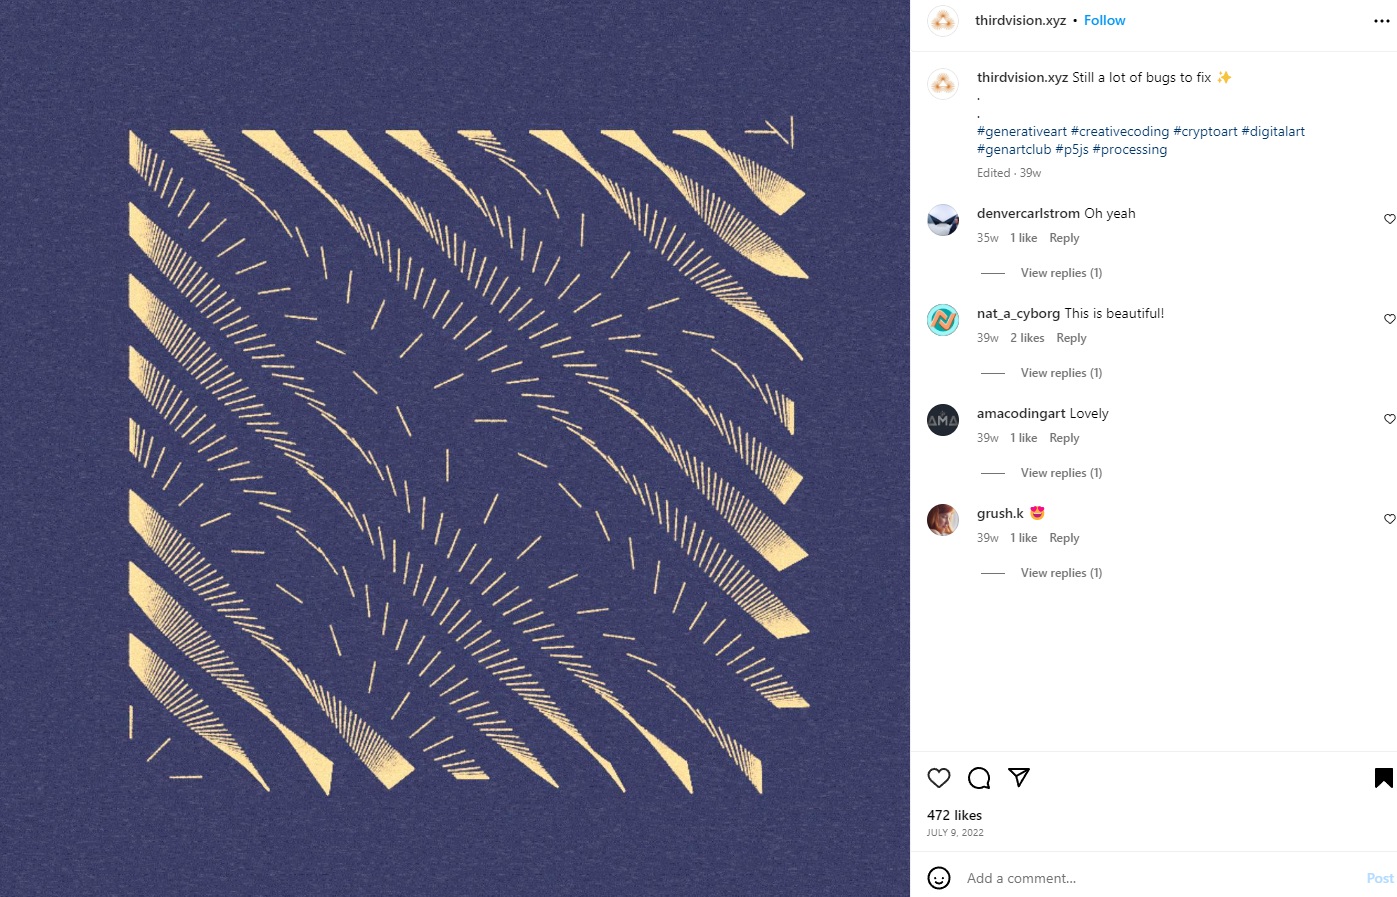 thirdvision.xyz • Follow
thirdvision.xyz Still a lot of bugs to fix ✨
.
.
#generativeart #creativecoding #cryptoart #digitalart
#genartclub #p5js #processing
Edited · 39w
denvercarlstrom Oh yeah
35w 1 like Reply
View replies (1)
nat_a_cyborg This is beautiful!
39w 2 likes Reply
View replies (1)
AMA
amacodingart Lovely
39w 1 like Reply
View replies (1)
grush.k 😍
39w 1 like Reply
View replies (1)
472 likes
JULY 9, 2022
Add a comment...
Post